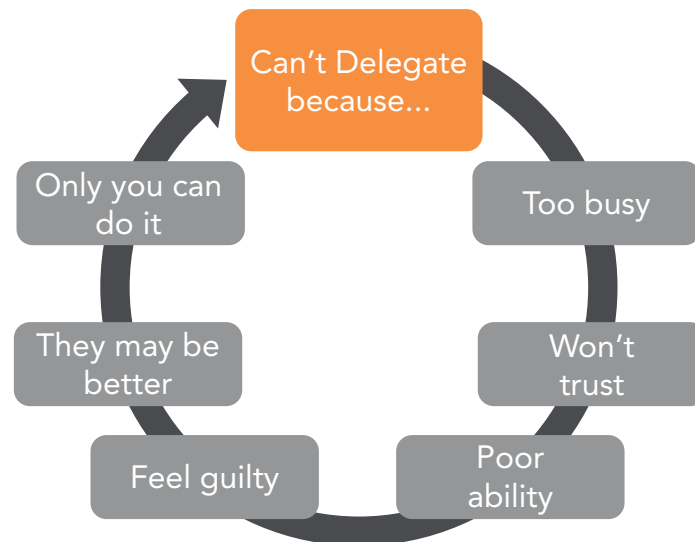 Can't Delegate
because...
Too busy
Won't
trust
Poor
ability
Feel guilty
They may be
better
Only you can
do it